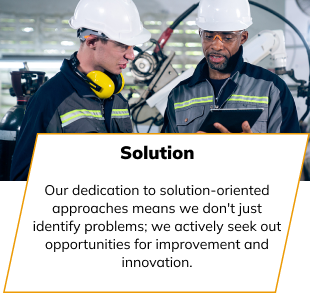 Solution
Our dedication to solution-oriented
approaches means we don't just
identify problems; we actively seek out
opportunities for improvement and
innovation.